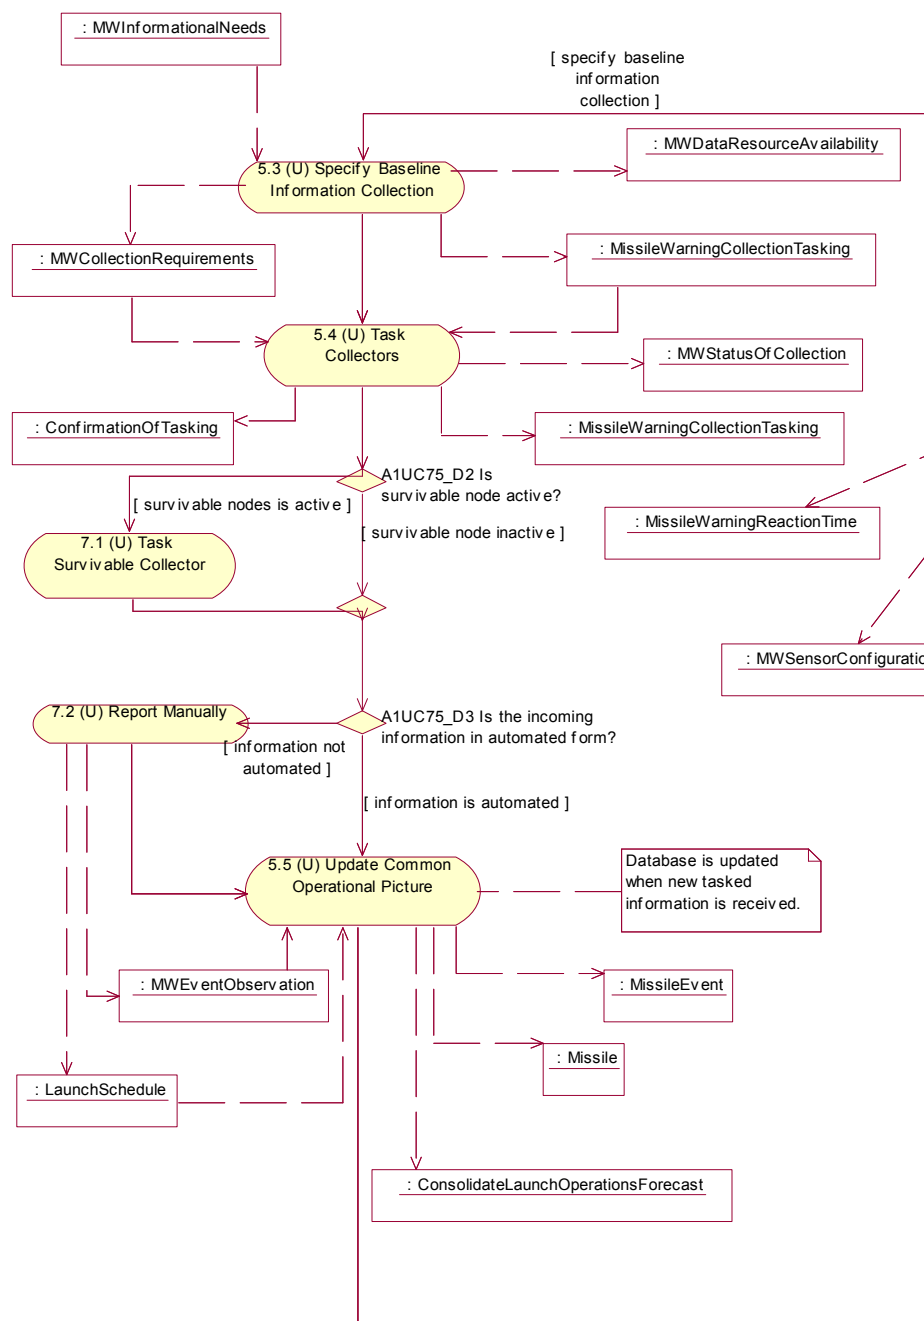 : MWInformationalNeeds
[ specify baseline
information
collection ]
: MWDataResourceAvailability
5.3 (U) Specify Baseline
Information Collection
: MWCollectionRequirements
: MissileWarningCollectionTasking
5.4 (U) Task
Collectors
: MWStatusOfCollection
: ConfirmationOfTasking
: MissileWarningCollectionTasking
A1UC75_D2 Is
survivable node active?
[ survivable nodes is active ]
: MissileWarningReactionTime
[ survivable node inactive ]
7.1 (U) Task
Survivable Collector
: MWSensorConfiguratio
7.2 (U) Report Manually
A1UC75_D3 Is the incoming
information in automated form?
[ information not
automated ]
[ information is automated ]
5.5 (U) Update Common
Operational Picture
Database is updated
when new tasked
information is received.
: MWEventObservation
: MissileEvent
: Missile
: LaunchSchedule
: ConsolidateLaunchOperationsForecast